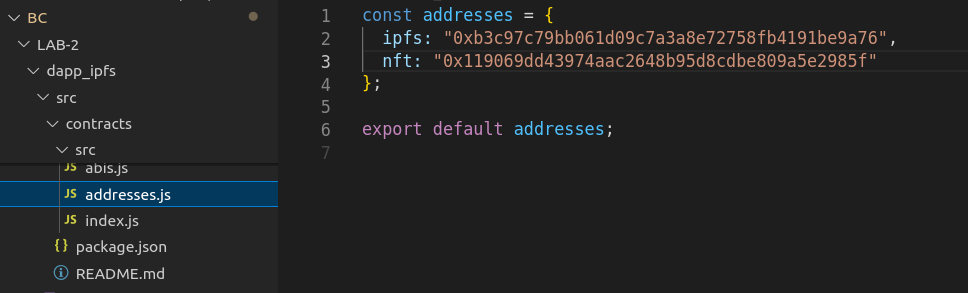 BC
LAB-2
dapp_ipfs
src
contracts
src
JS abis.js
JS addresses.js
JS index.js
{} package.json
README.md
1 const addresses = {
2 ipfs: "0xb3c97c79bb061d09c7a3a8e72758fb4191be9a76",
3 nft: "0x119069dd43974aac2648b95d8cdbe809a5e2985f"
4 };
5
6 export default addresses;
7